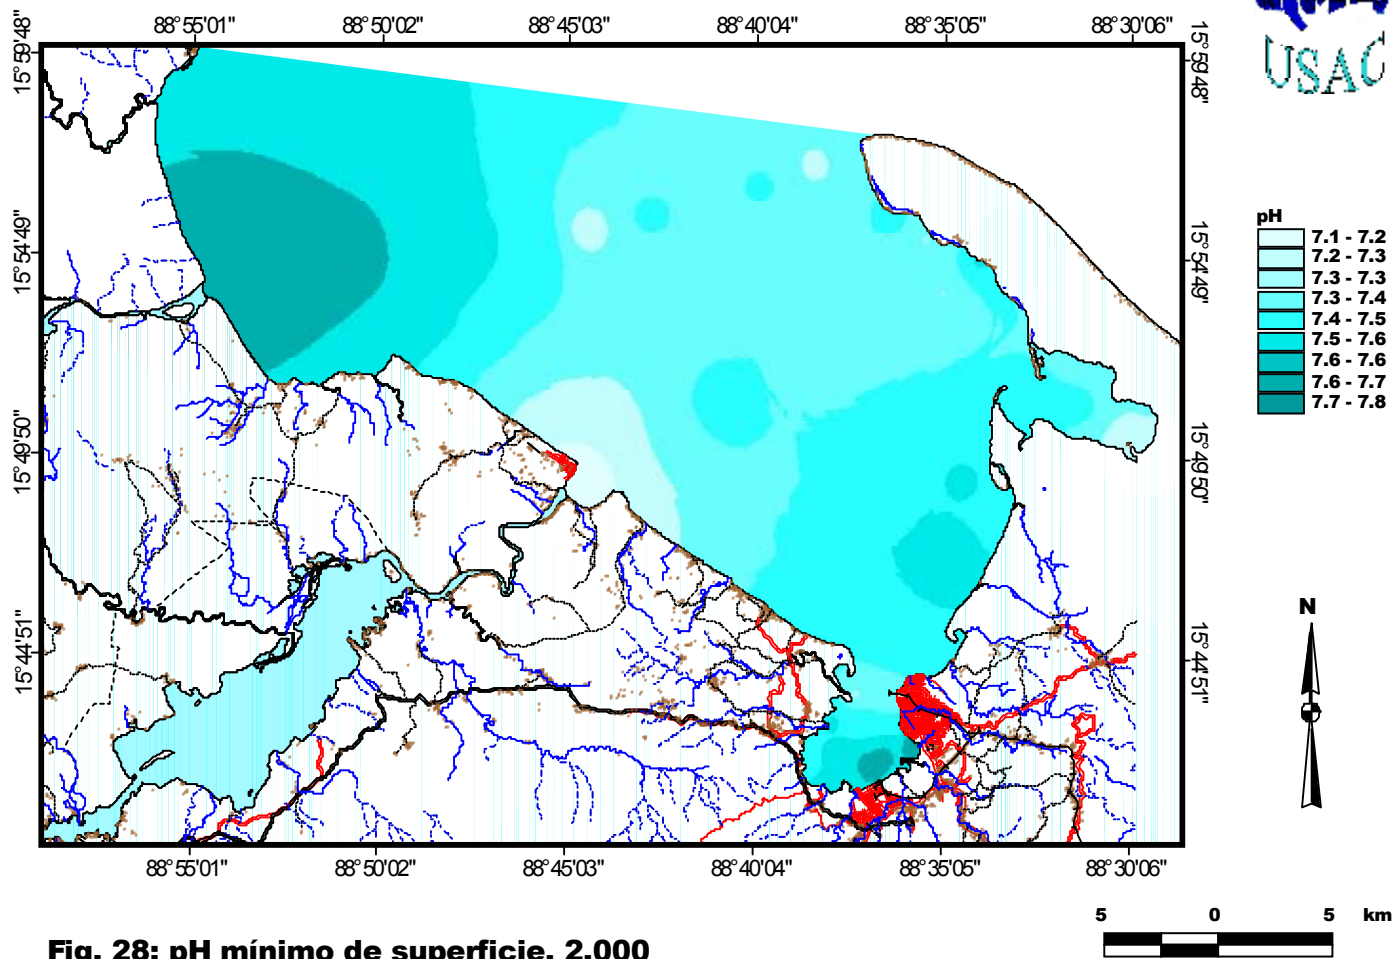 88°55'01" 88°50'02" 88°45'03" 88°40'04" 88°35'05" 88°30'06"
15°59'48" 15°59'48"
USAC
pH
7.1 - 7.2
7.2 - 7.3
7.3 - 7.3
7.3 - 7.4
7.4 - 7.5
7.5 - 7.6
7.6 - 7.6
7.6 - 7.7
7.7 - 7.8
15°54'49" 15°54'49"
15°49'50" 15°49'50"
N
15°44'51" 15°44'51"
88°55'01" 88°50'02" 88°45'03" 88°40'04" 88°35'05" 88°30'06"
5 0 5 km
Fig. 28: pH mínimo de superficie. 2.000